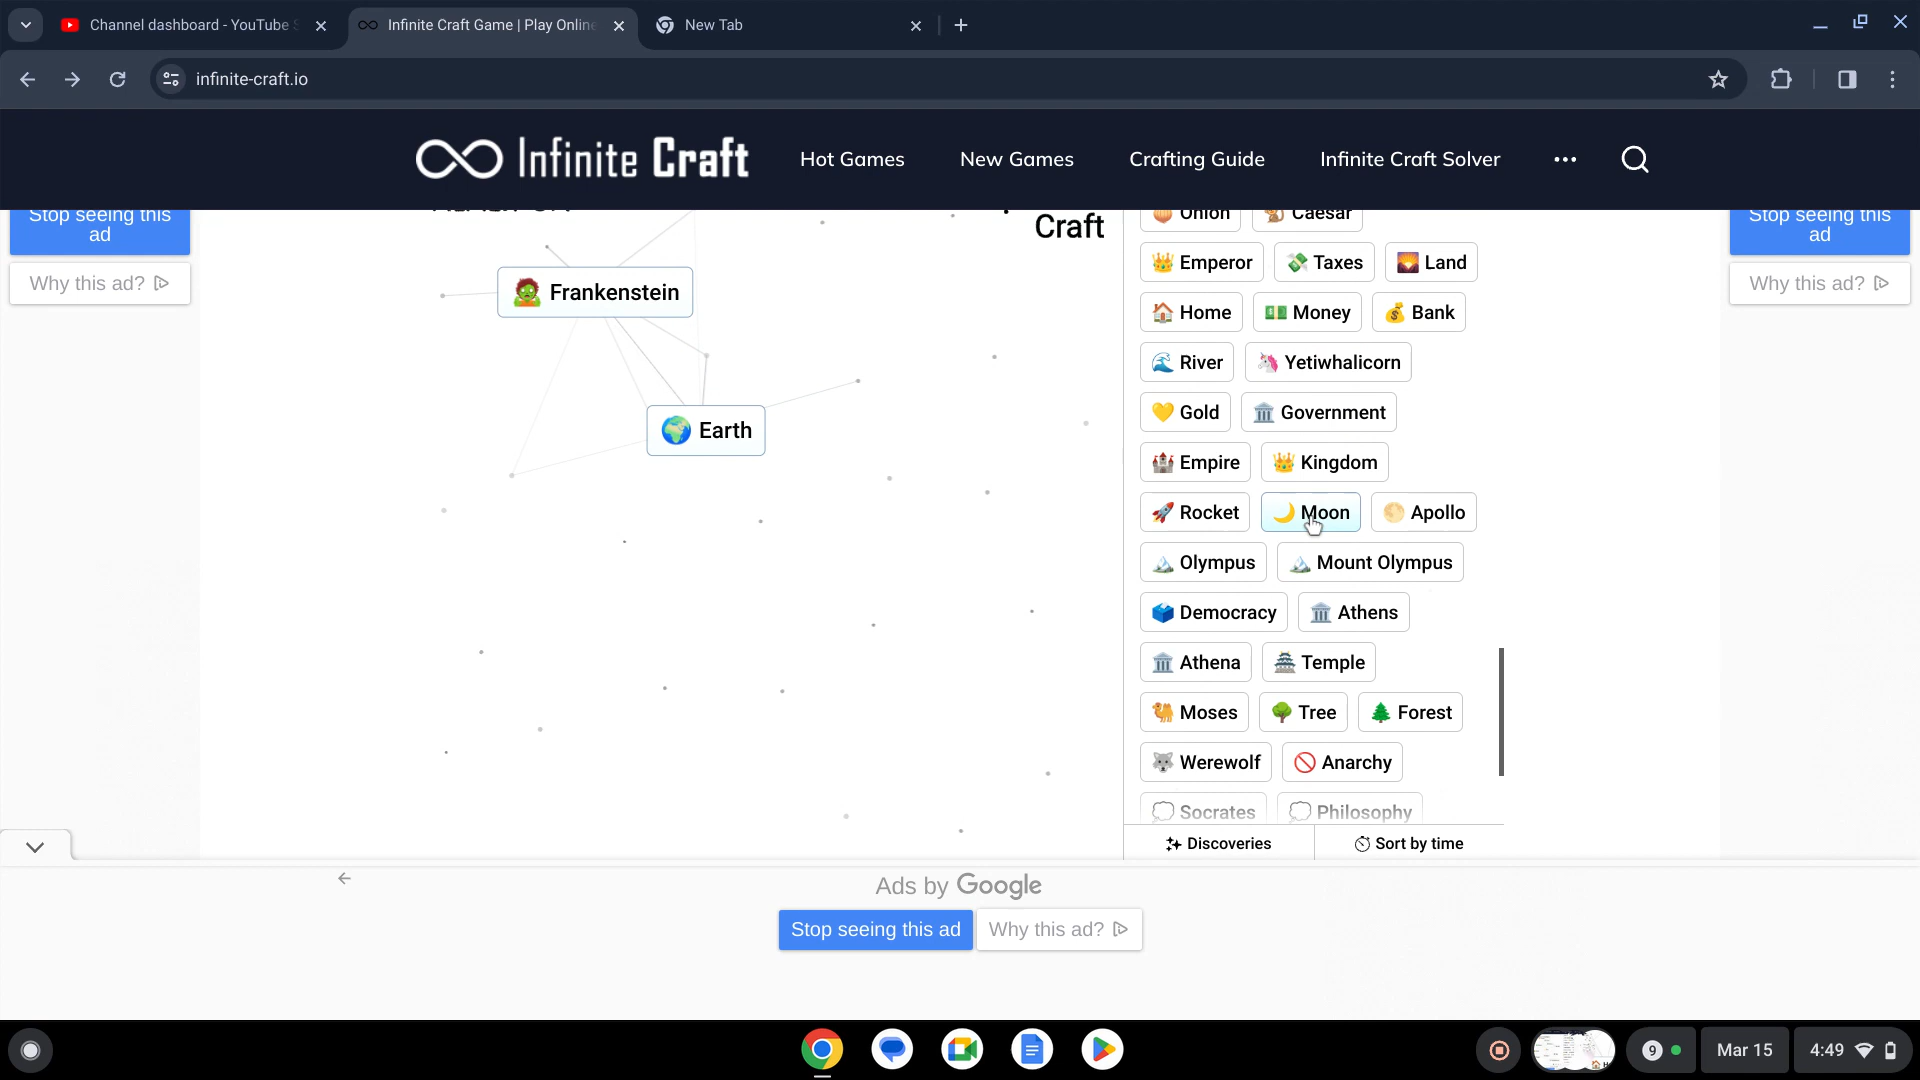 Channel dashboard - YouTube S
Infinite Craft Game | Play Online
New Tab
infinite-craft.io
Infinite Craft
Hot Games
New Games
Crafting Guide
Infinite Craft Solver
Stop seeing this
ad
Why this ad?
Craft
Frankenstein
Earth
Onion
Caesar
Emperor
Taxes
Land
Home
Money
Bank
River
Yetiwhalicorn
Gold
Government
Empire
Kingdom
Rocket
Moon
Apollo
Olympus
Mount Olympus
Democracy
Athens
Athena
Temple
Moses
Tree
Forest
Werewolf
Anarchy
Socrates
Philosophy
Discoveries
Sort by time
Stop seeing this
ad
Why this ad?
Ads by Google
Stop seeing this ad
Why this ad?
9
Mar 15
4:49